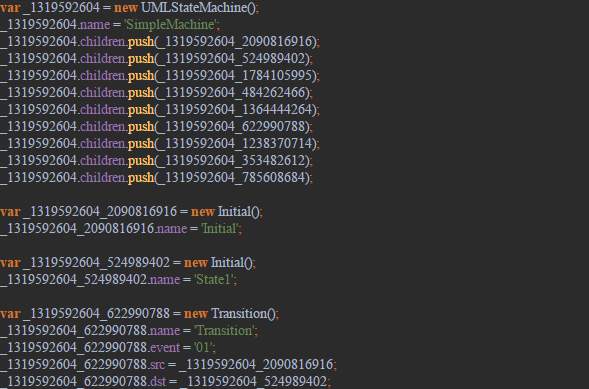 var _1319592604 = new UMLStateMachine();
_1319592604.name = 'SimpleMachine';
_1319592604.children.push(_1319592604_2090816916);
_1319592604.children.push(_1319592604_524989402);
_1319592604.children.push(_1319592604_1784105995);
_1319592604.children.push(_1319592604_484262466);
_1319592604.children.push(_1319592604_1364444264);
_1319592604.children.push(_1319592604_622990788);
_1319592604.children.push(_1319592604_1238370714);
_1319592604.children.push(_1319592604_353482612);
_1319592604.children.push(_1319592604_785608684);
var _1319592604_2090816916 = new Initial();
_1319592604_2090816916.name = 'Initial';
var _1319592604_524989402 = new Initial();
_1319592604_524989402.name = 'State1';
var _1319592604_622990788 = new Transition();
_1319592604_622990788.name = 'Transition';
_1319592604_622990788.event = '01';
_1319592604_622990788.src = _1319592604_2090816916;
_1319592604_622990788.dst = _1319592604_524989402;